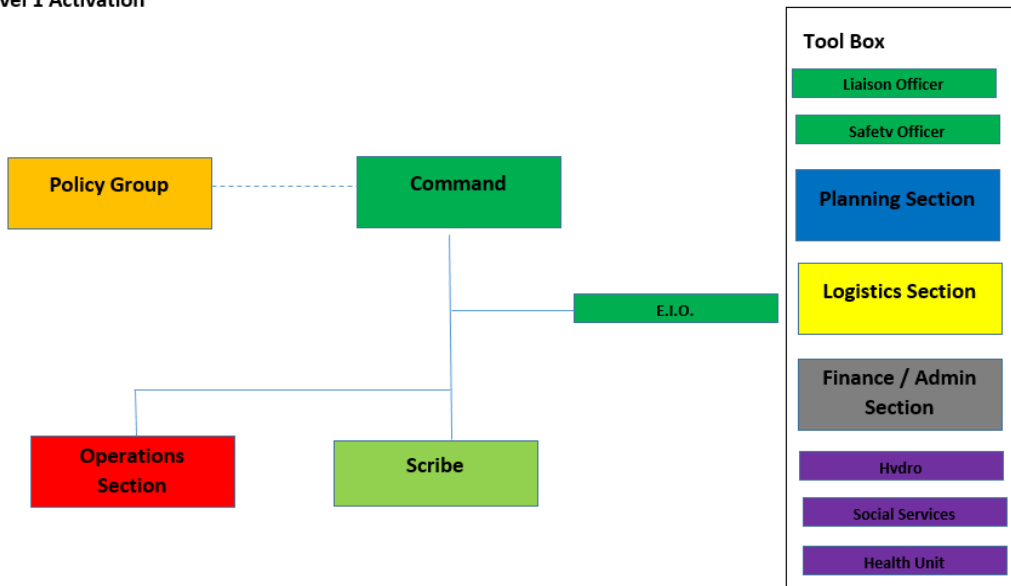 1 Activation
Tool Box
Liaison Officer
Safety Officer
Policy Group
Command
Planning Section
Logistics Section
E.I.O.
Finance / Admin
Section
Operations
Section
Scribe
Hydro
Social Services
Health Unit